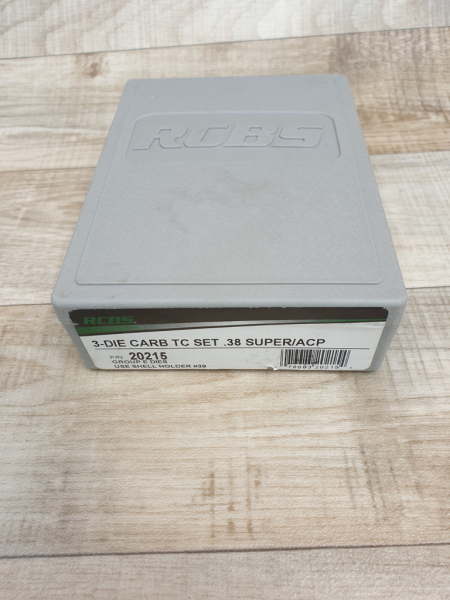 RCBS
RCBS.
3-DIE CARB TC SET .38 SUPER/ACP
P/N 20215
GROUP E DIES
USE SHELL HOLDER #39